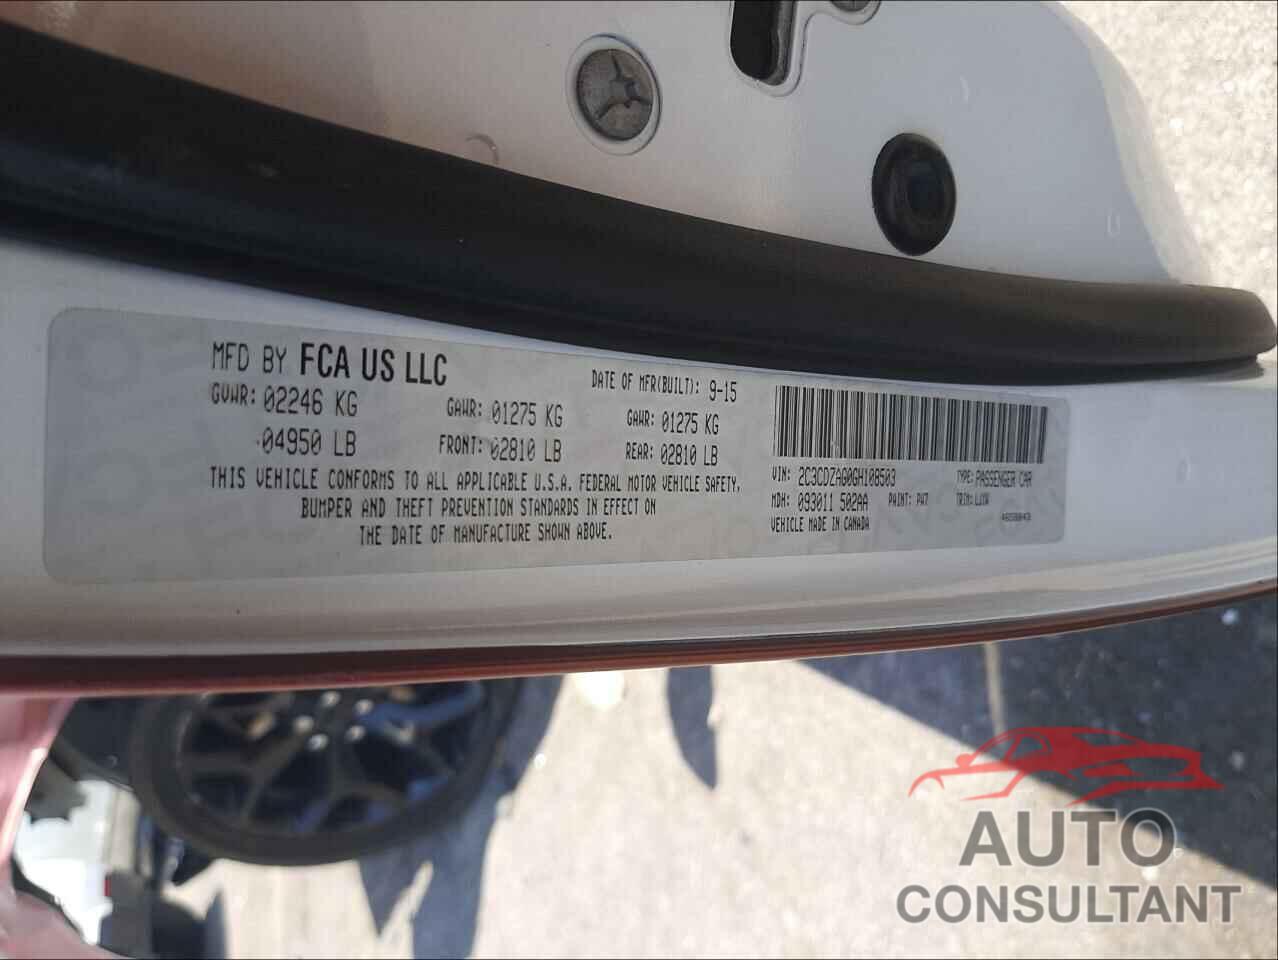 MFD BY FCA US LLC
DATE OF MFR(BUILT): 9-15
GVWR: 02246 KG GAWR: 01275 KG GAWR: 01275 KG
04950 LB FRONT: 02810 LB REAR: 02810 LB
THIS VEHICLE CONFORMS TO ALL APPLICABLE U.S.A. FEDERAL MOTOR VEHICLE SAFETY,
BUMPER AND THEFT PREVENTION STANDARDS IN EFFECT ON
THE DATE OF MANUFACTURE SHOWN ABOVE.
VIN: 2C3CDZAG0GH108503 TYPE: PASSENGER CAR
MDH: 093011 502AA PAINT: PW7 TRIM:
VEHICLE MADE IN CANADA
AUTO
CONSULTANT